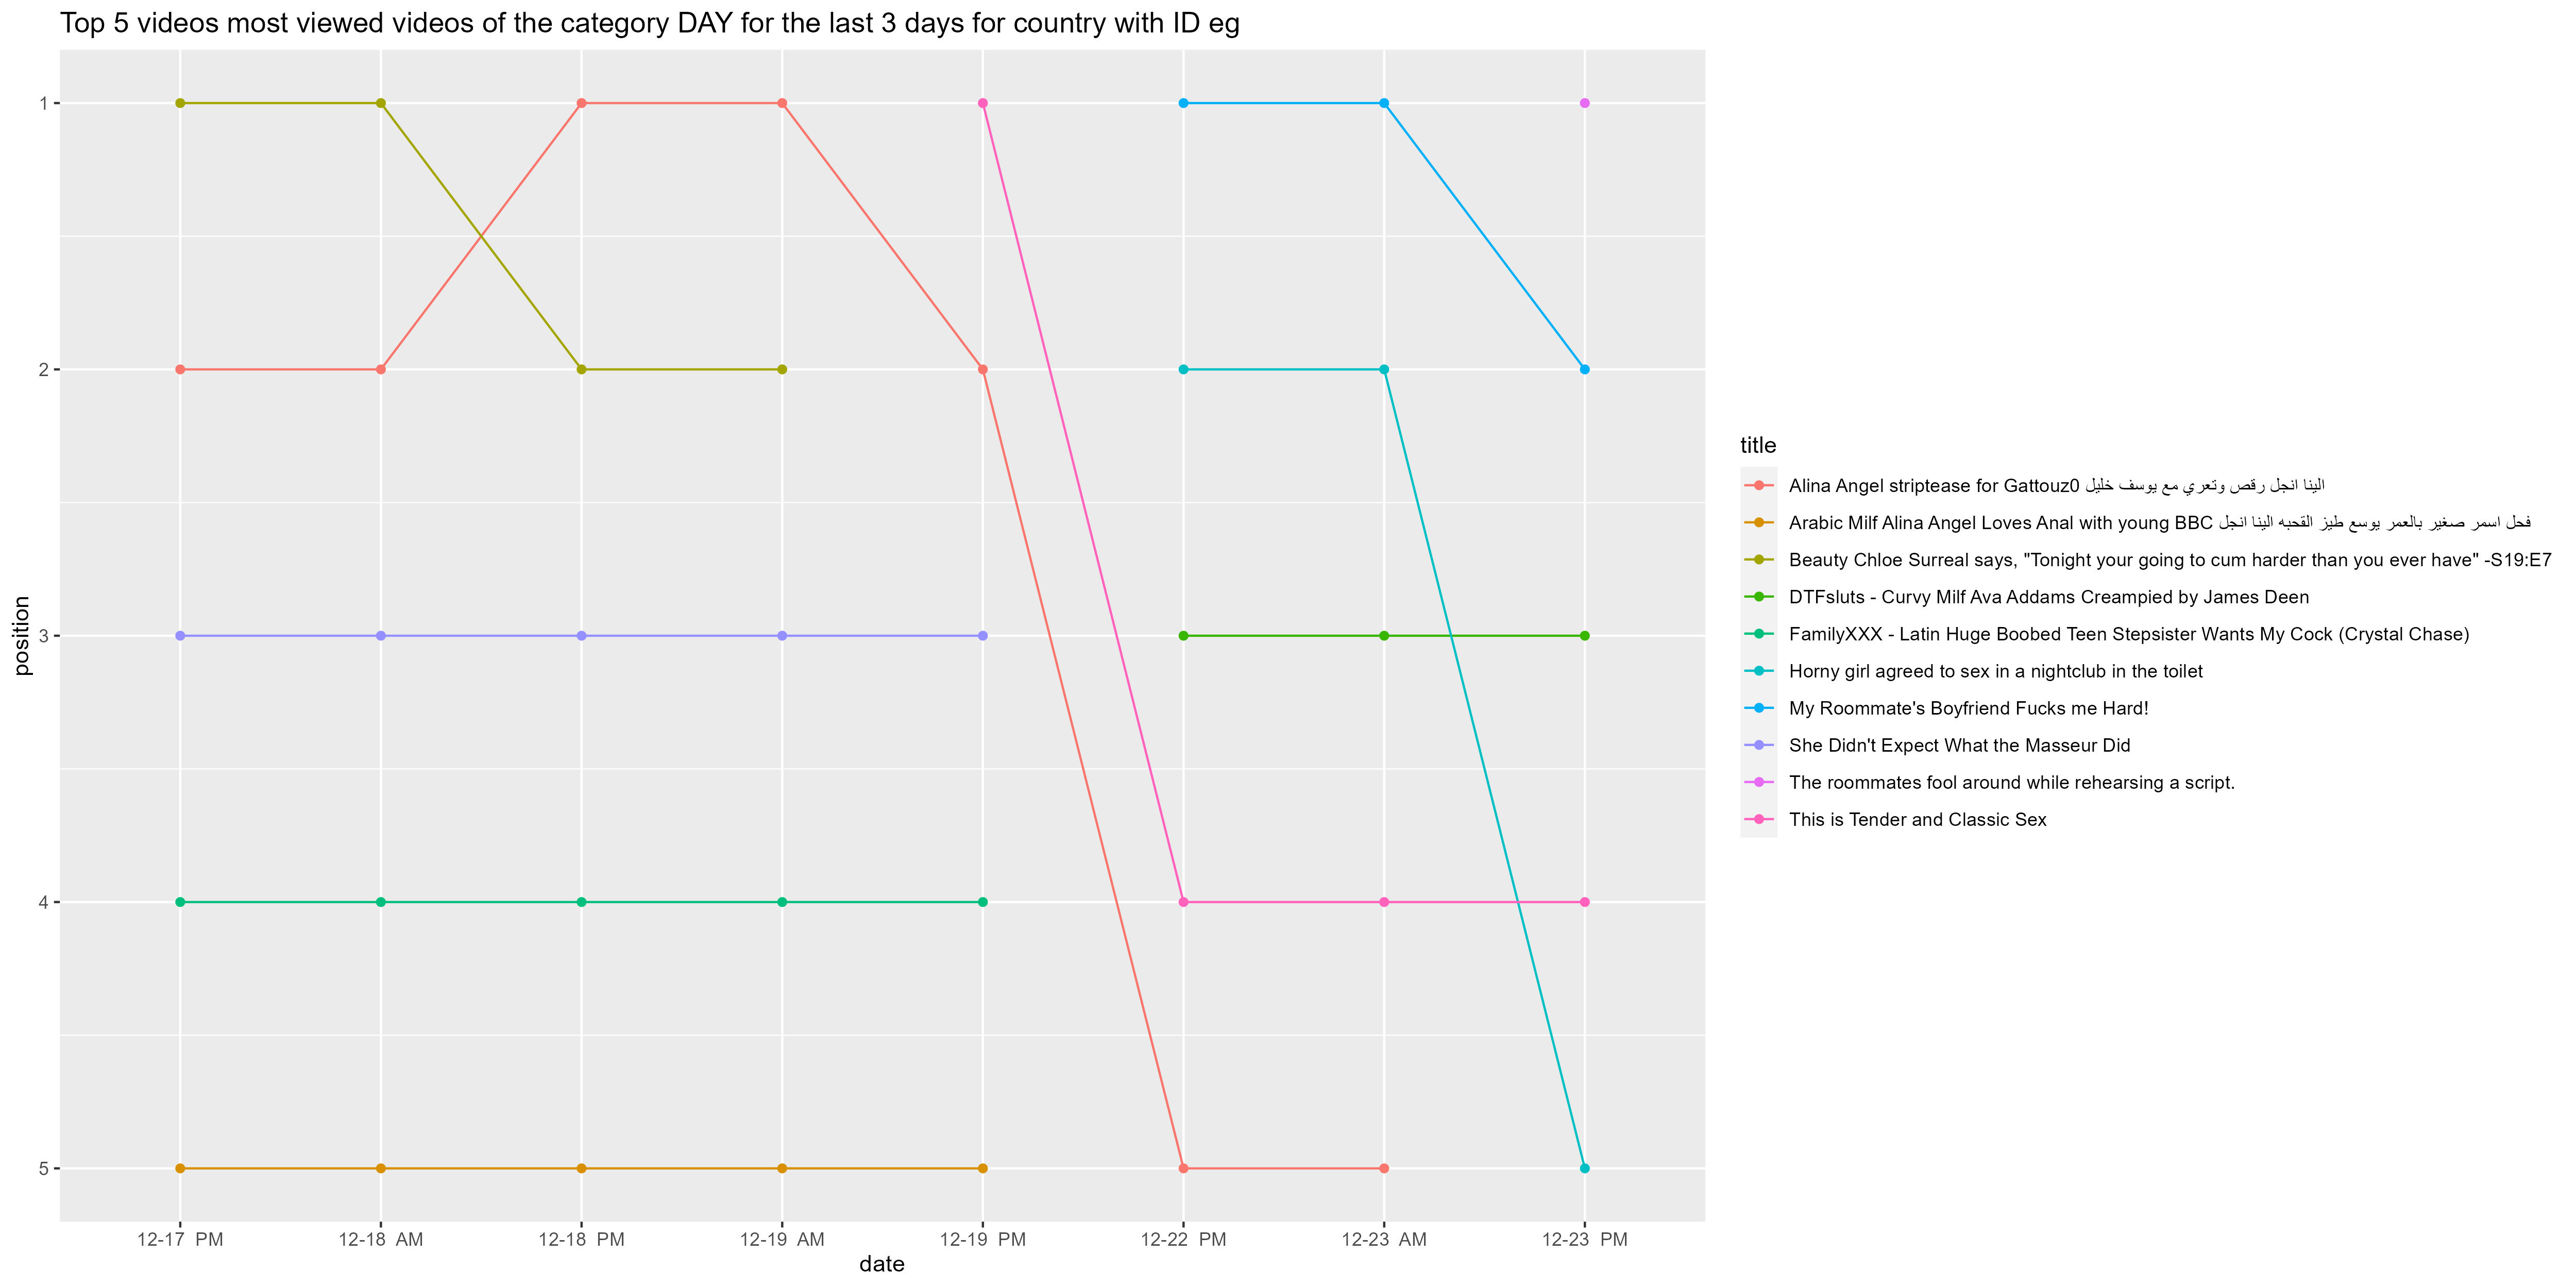 Top 5 videos most viewed videos of the category DAY for the last 3 days for country with ID eg
position
1
2
3
4
5
12-17 PM
12-18 AM
12-18 PM
12-19 AM
12-19 PM
12-22 PM
12-23 AM
12-23 PM
date
title
Alina Angel striptease for Gattouz0 الينا انجل رقص وتعري مع يوسف خليل
Arabic Milf Alina Angel Loves Anal with young BBC فحل اسمر صغير بالعمر يوسع طيز القحبه الينا انجل
Beauty Chloe Surreal says, "Tonight your going to cum harder than you ever have" -S19:E7
DTFsluts - Curvy Milf Ava Addams Creampied by James Deen
FamilyXXX - Latin Huge Boobed Teen Stepsister Wants My Cock (Crystal Chase)
Horny girl agreed to sex in a nightclub in the toilet
My Roommate's Boyfriend Fucks me Hard!
She Didn't Expect What the Masseur Did
The roommates fool around while rehearsing a script.
This is Tender and Classic Sex